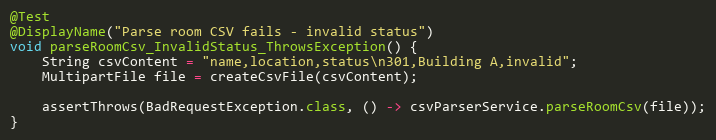 @Test
@DisplayName("Parse room CSV fails - invalid status")
void parseRoomCsv_InvalidStatus_ThrowsException() {
    String csvContent = "name,location,status\n301,Building A,invalid";
    MultipartFile file = createCsvFile(csvContent);

    assertThrows(BadRequestException.class, () -> csvParserService.parseRoomCsv(file));
}